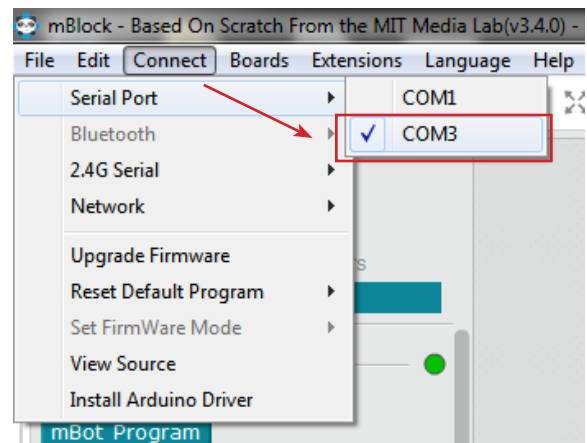 mBlock - Based On Scratch From the MIT Media Lab(v3.4.0) -
File Edit Connect Boards Extensions Language Help
Serial Port
COM1
Bluetooth
COM3
2.4G Serial
Network
Upgrade Firmware
Reset Default Program
Set FirmWare Mode
View Source
Install Arduino Driver
mBot Program